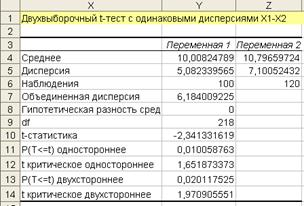 X Y Z
1 Двухвыборочный t-тест с одинаковыми дисперсиями X1-X2
2
3 Переменная 1 Переменная 2
4 Среднее 10,00824789 10,79659724
5 Дисперсия 5,082339565 7,10052432
6 Наблюдения 100 120
7 Объединенная дисперсия 6,184009225
8 Гипотетическая разность сред 0
9 df 218
10 t-статистика -2,341331619
11 P(T<=t) одностороннее 0,010058763
12 t критическое одностороннее 1,651873373
13 P(T<=t) двухстороннее 0,020117525
14 t критическое двухстороннее 1,970905551